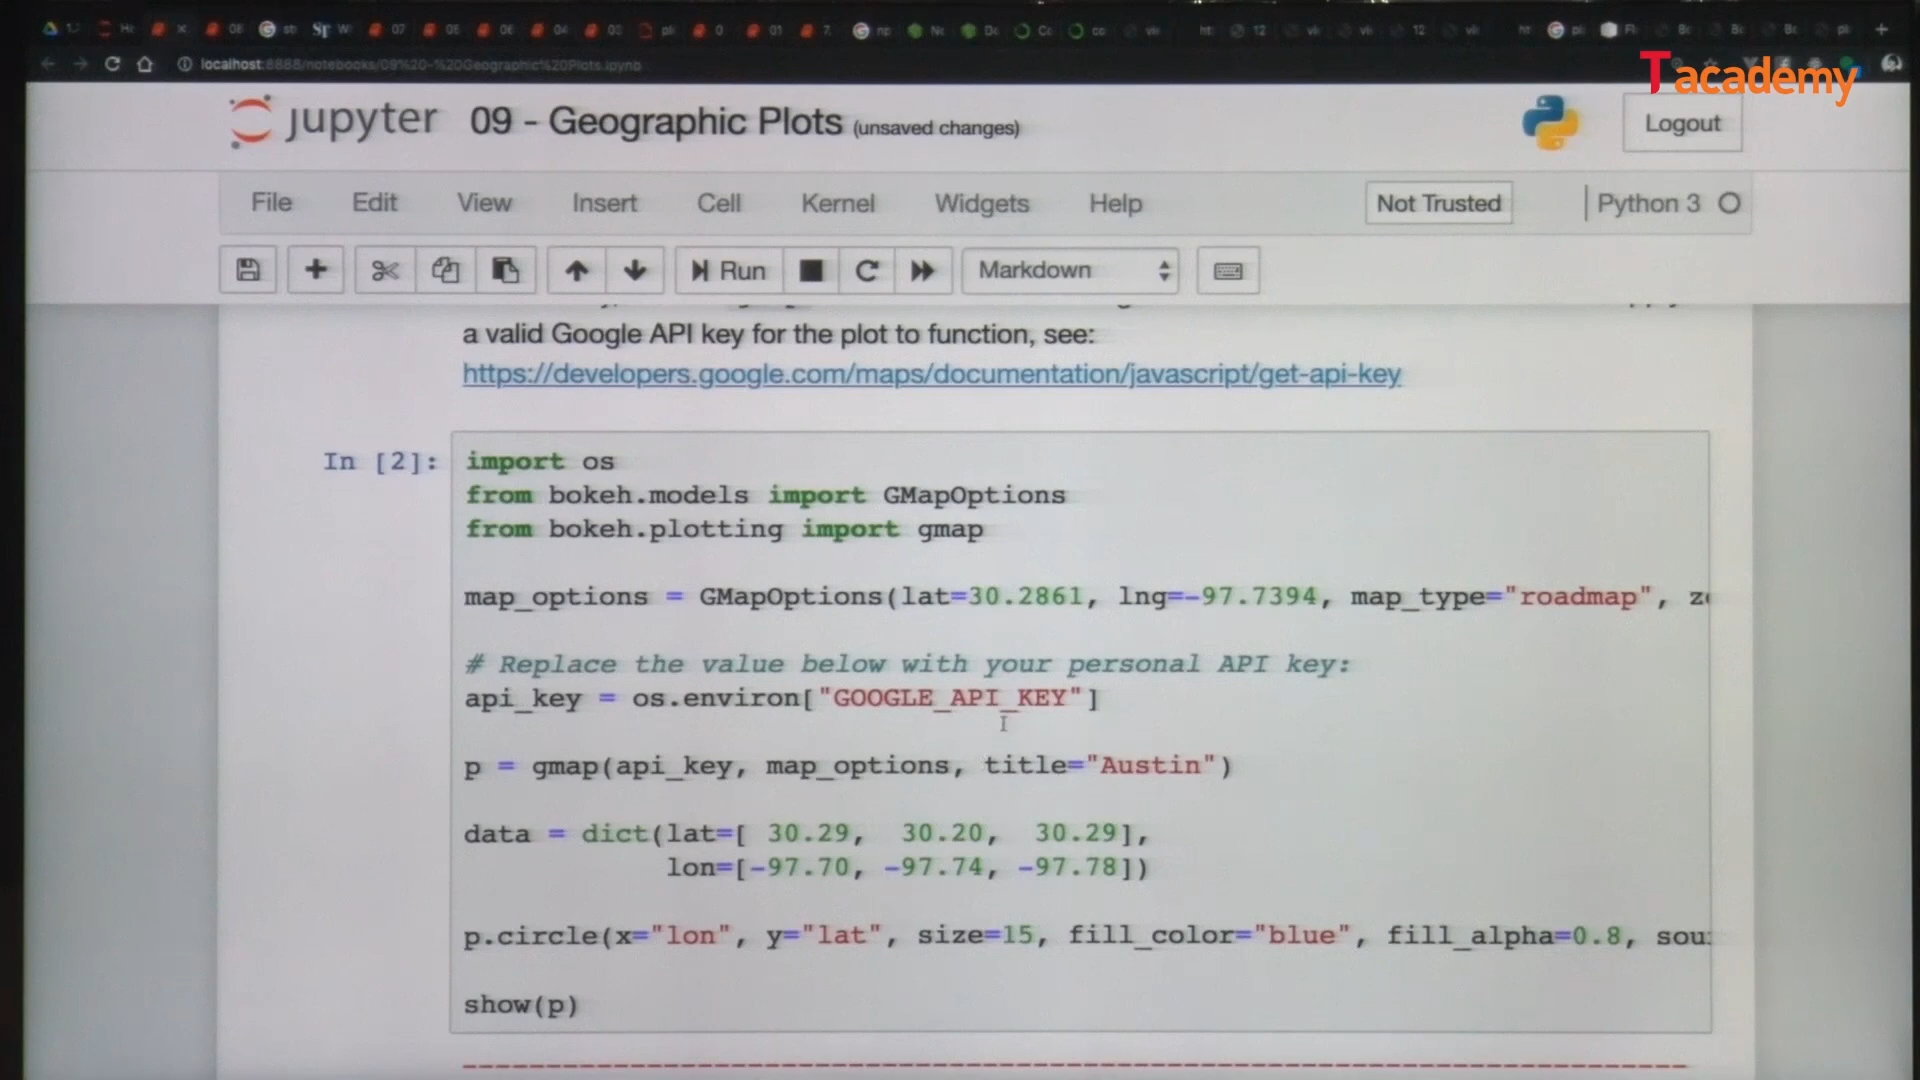 localhost:8888/notebooks/09%20-%20Geographic%20Plots.ipynb
Tacademy
jupyter 09 - Geographic Plots (unsaved changes)
Logout
File Edit View Insert Cell Kernel Widgets Help Not Trusted Python 3
Run Markdown
a valid Google API key for the plot to function, see:
https://developers.google.com/maps/documentation/javascript/get-api-key
In [2]: import os
from bokeh.models import GMapOptions
from bokeh.plotting import gmap
map_options = GMapOptions(lat=30.2861, lng=-97.7394, map_type="roadmap",
# Replace the value below with your personal API key:
api_key = os.environ["GOOGLE_API_KEY"]
p = gmap(api_key, map_options, title="Austin")
data = dict(lat=[ 30.29, 30.20, 30.29],
lon=[-97.70, -97.74, -97.78])
p.circle(x="lon", y="lat", size=15, fill_color="blue", fill_alpha=0.8, sou
show(p)